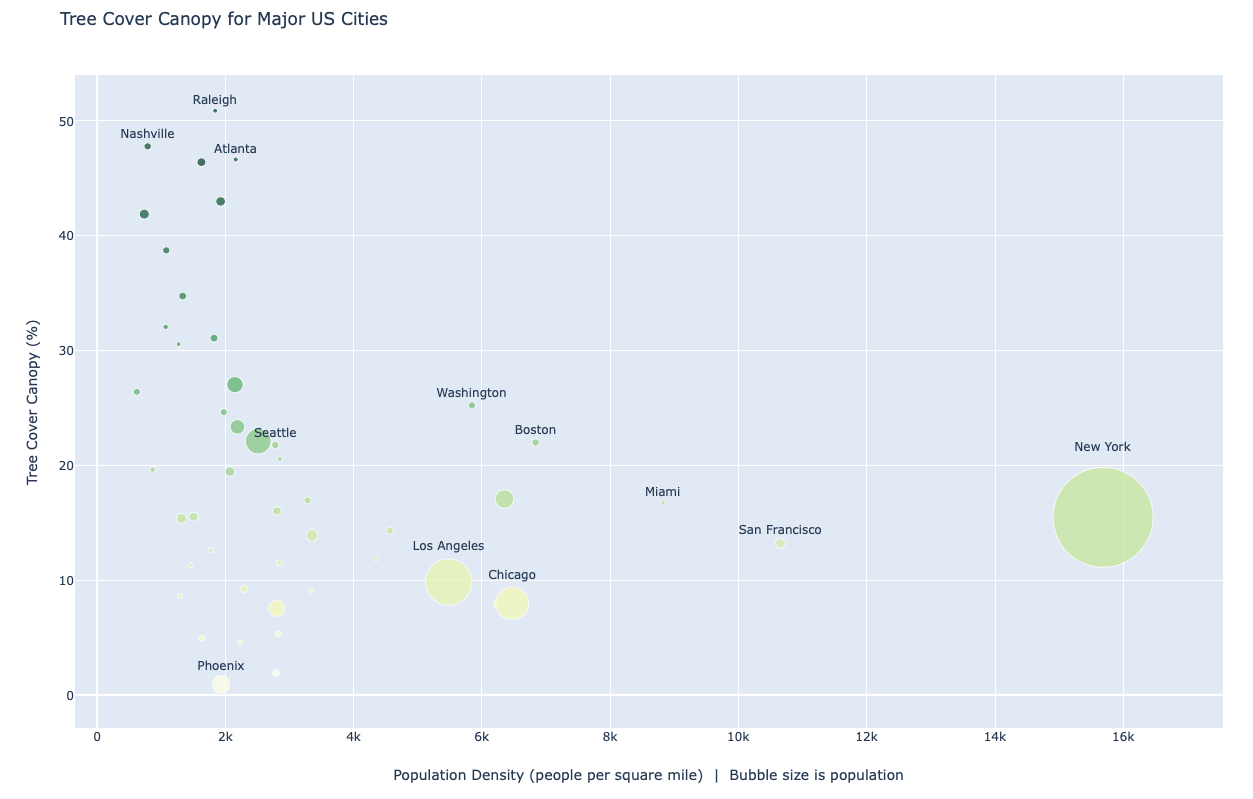 Tree Cover Canopy for Major US Cities
Raleigh
50
Nashville
Atlanta
40
Tree Cover Canopy (%)
30
Washington
Seattle
Boston
New York
20
Miami
San Francisco
Los Angeles
Chicago
10
Phoenix
0
0 2k 4k 6k 8k 10k 12k 14k 16k
Population Density (people per square mile) | Bubble size is population